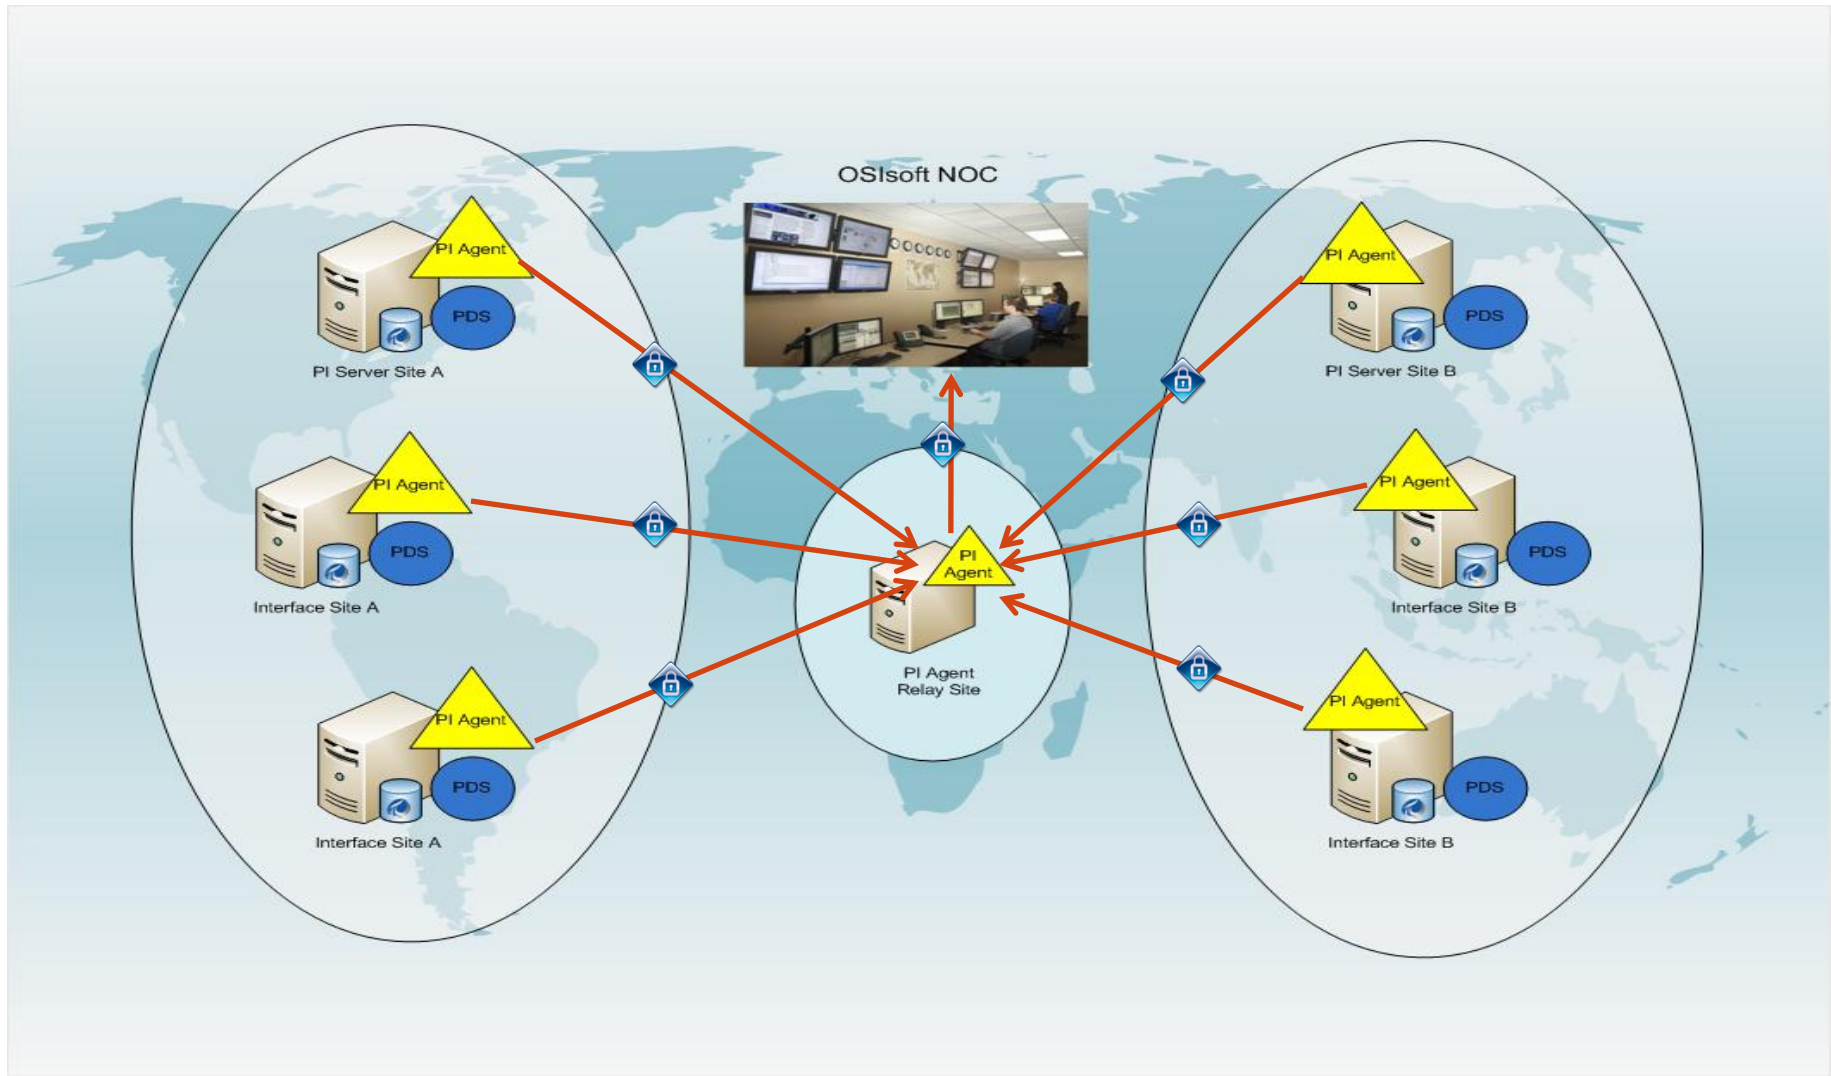 OSIsoft NOC
PI Agent
PDS
PI Server Site A
PI Agent
PDS
Interface Site A
PI Agent
PDS
Interface Site A
PI
Agent
PI Agent
Relay Site
PI Agent
PDS
PI Server Site B
PI Agent
PDS
Interface Site B
PI Agent
PDS
Interface Site B